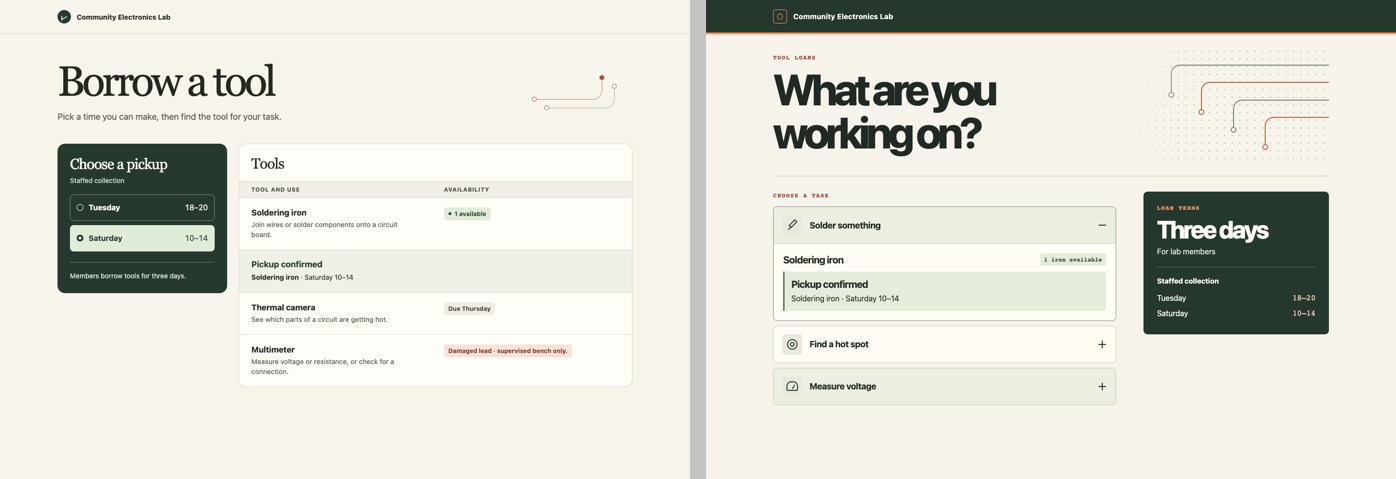 Community Electronics Lab
Borrow a tool
Pick a time you can make, then find the tool for your task.
Choose a pickup
Staffed collection
Tuesday 18–20
Saturday 10–14
Members borrow tools for three days.
Tools
TOOL AND USE AVAILABILITY
Soldering iron 1 available
Join wires or solder components onto a circuit
board.
Pickup confirmed
Soldering iron · Saturday 10–14
Thermal camera Due Thursday
See which parts of a circuit are getting hot.
Multimeter Damaged lead · supervised bench only.
Measure voltage or resistance, or check for a
connection.
Community Electronics Lab
TOOL LOANS
What are you
working on?
CHOOSE A TASK
Solder something
Soldering iron 1 iron available
Pickup confirmed
Soldering iron · Saturday 10–14
Find a hot spot
Measure voltage
LOAN TERMS
Three days
For lab members
Staffed collection
Tuesday 18–20
Saturday 10–14